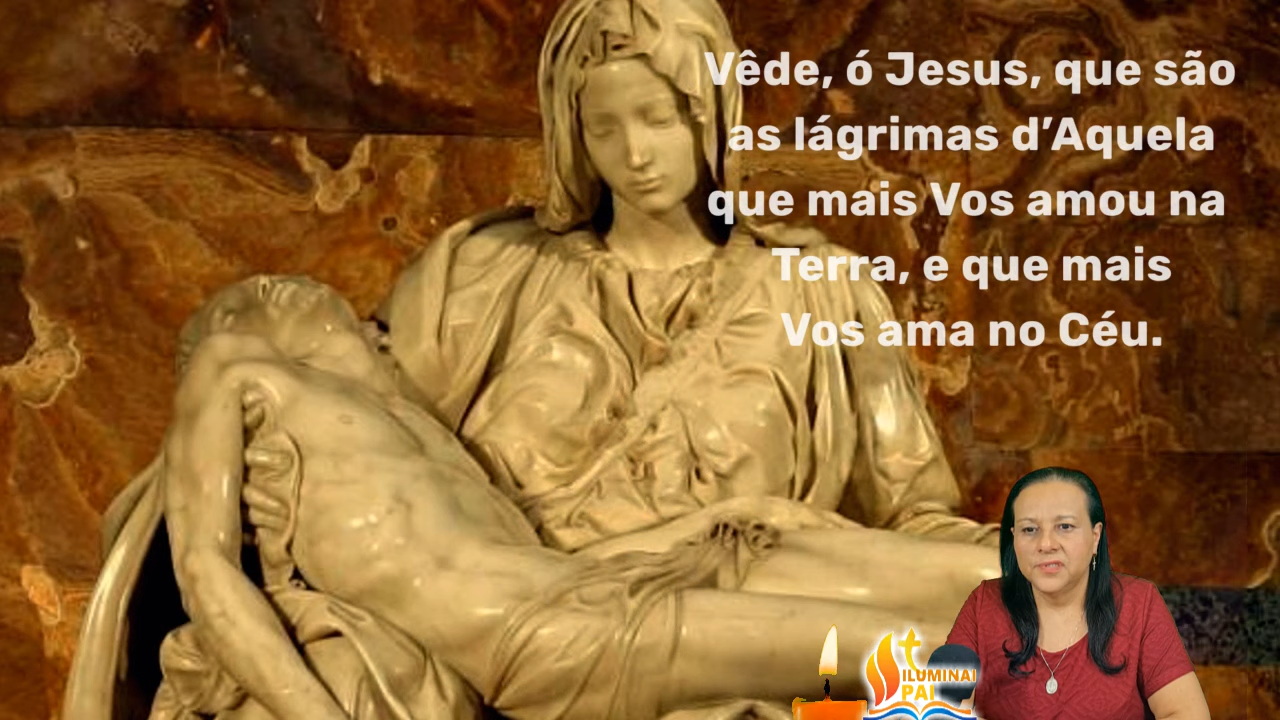 Vêde, ó Jesus, que são
as lágrimas d’Aquela
que mais Vos amou na
Terra, e que mais
Vos ama no Céu.
ILUMINAI
PAI